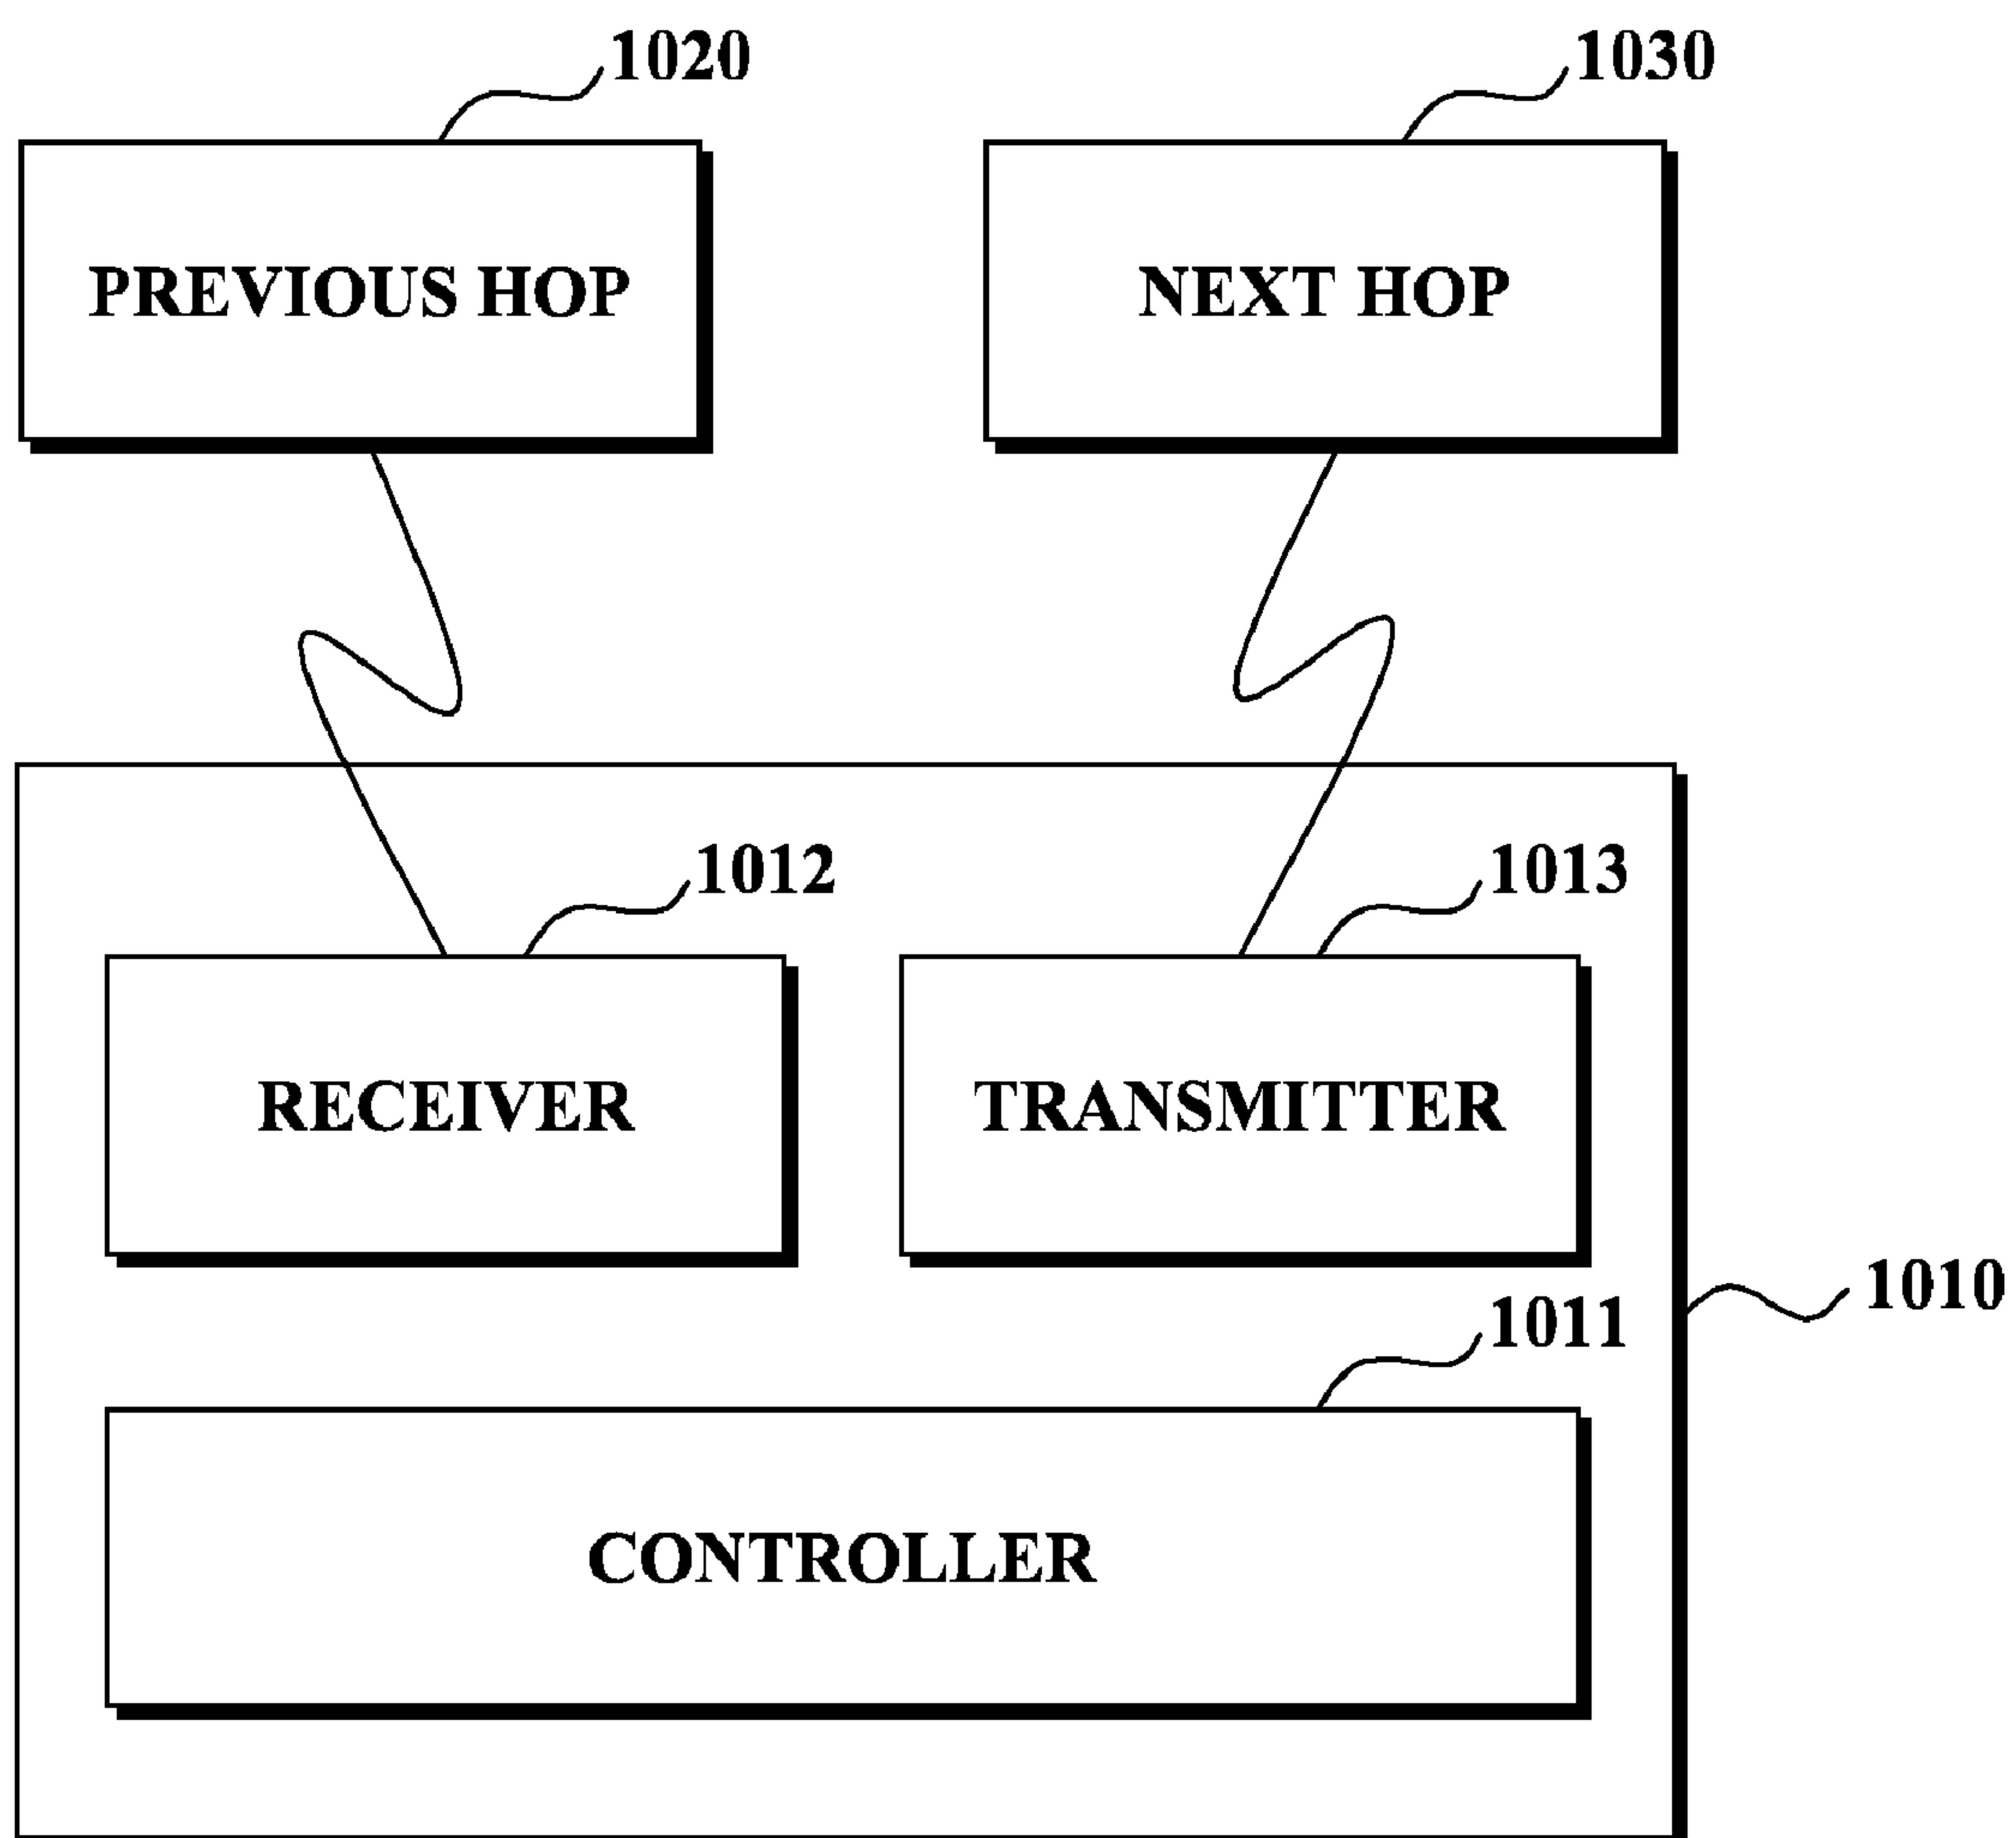 1020
1030
PREVIOUS HOP
NEXT HOP
1012
1013
RECEIVER
TRANSMITTER
1010
1011
CONTROLLER